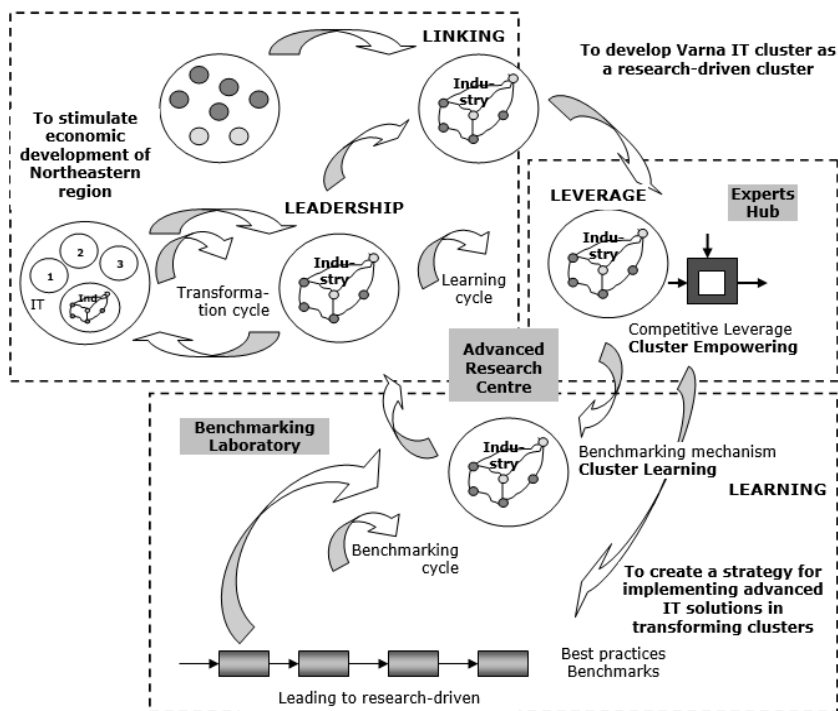 LINKING
To develop Varna IT cluster as
a research-driven cluster
Indu-
stry
To stimulate
economic
development of
Northeastern
region
LEADERSHIP
LEVERAGE
Experts
Hub
1
2
3
IT
Ind
Transforma-
tion cycle
Indu-
stry
Learning
cycle
Indu-
stry
Competitive Leverage
Cluster Empowering
Advanced
Research
Centre
Benchmarking
Laboratory
Indu-
stry
Benchmarking mechanism
Cluster Learning
LEARNING
Benchmarking
cycle
To create a strategy for
implementing advanced
IT solutions in
transforming clusters
Best practices
Benchmarks
Leading to research-driven